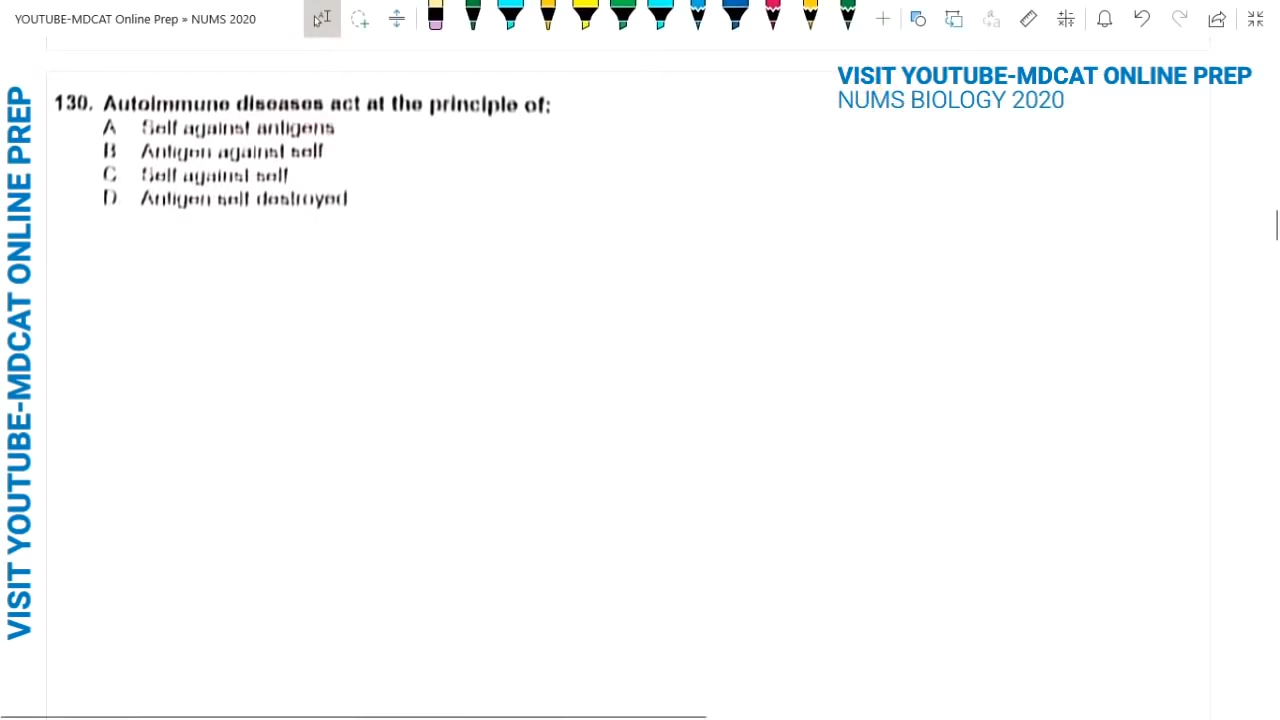 YOUTUBE-MDCAT Online Prep » NUMS 2020
VISIT YOUTUBE-MDCAT ONLINE PREP
NUMS BIOLOGY 2020
130. Autoimmune diseases act at the principle of:
A Self against antigens
B Antigen against self
C Self against self
D Antigen self destroyed
VISIT YOUTUBE-MDCAT ONLINE PREP